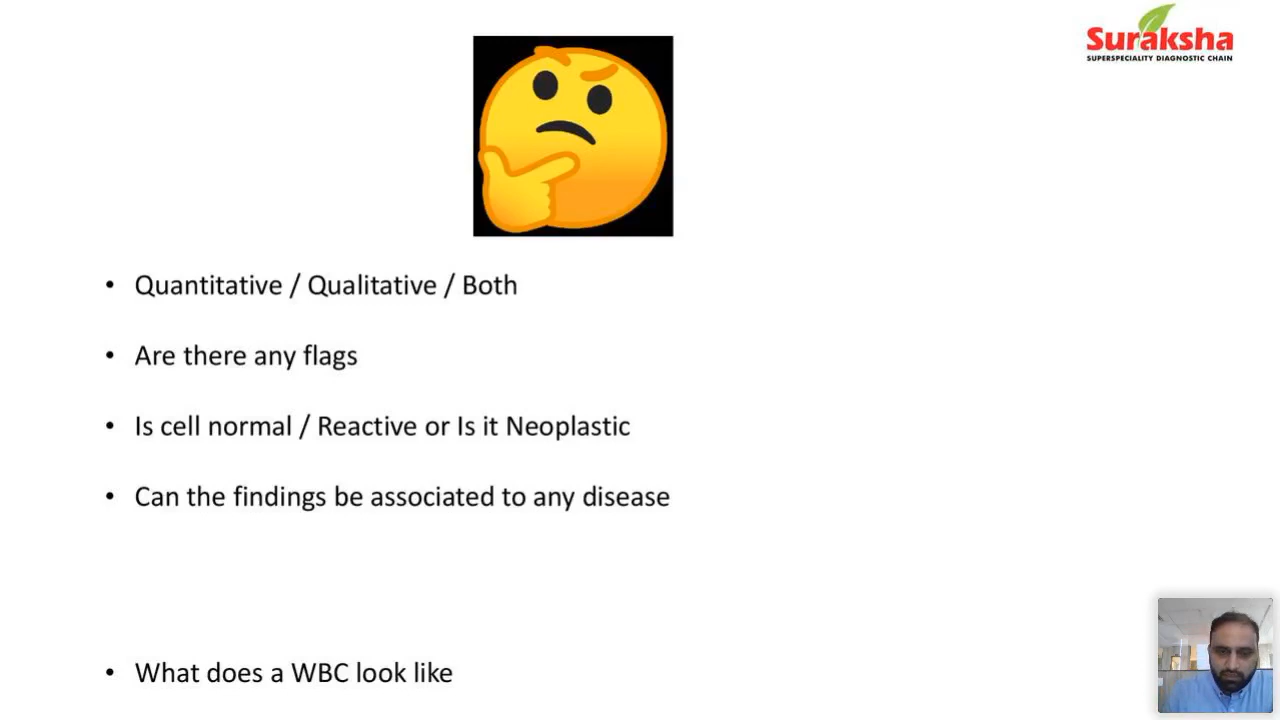 Suraksha
SUPERSPECIALITY DIAGNOSTIC CHAIN
• Quantitative / Qualitative / Both
• Are there any flags
• Is cell normal / Reactive or Is it Neoplastic
• Can the findings be associated to any disease
• What does a WBC look like